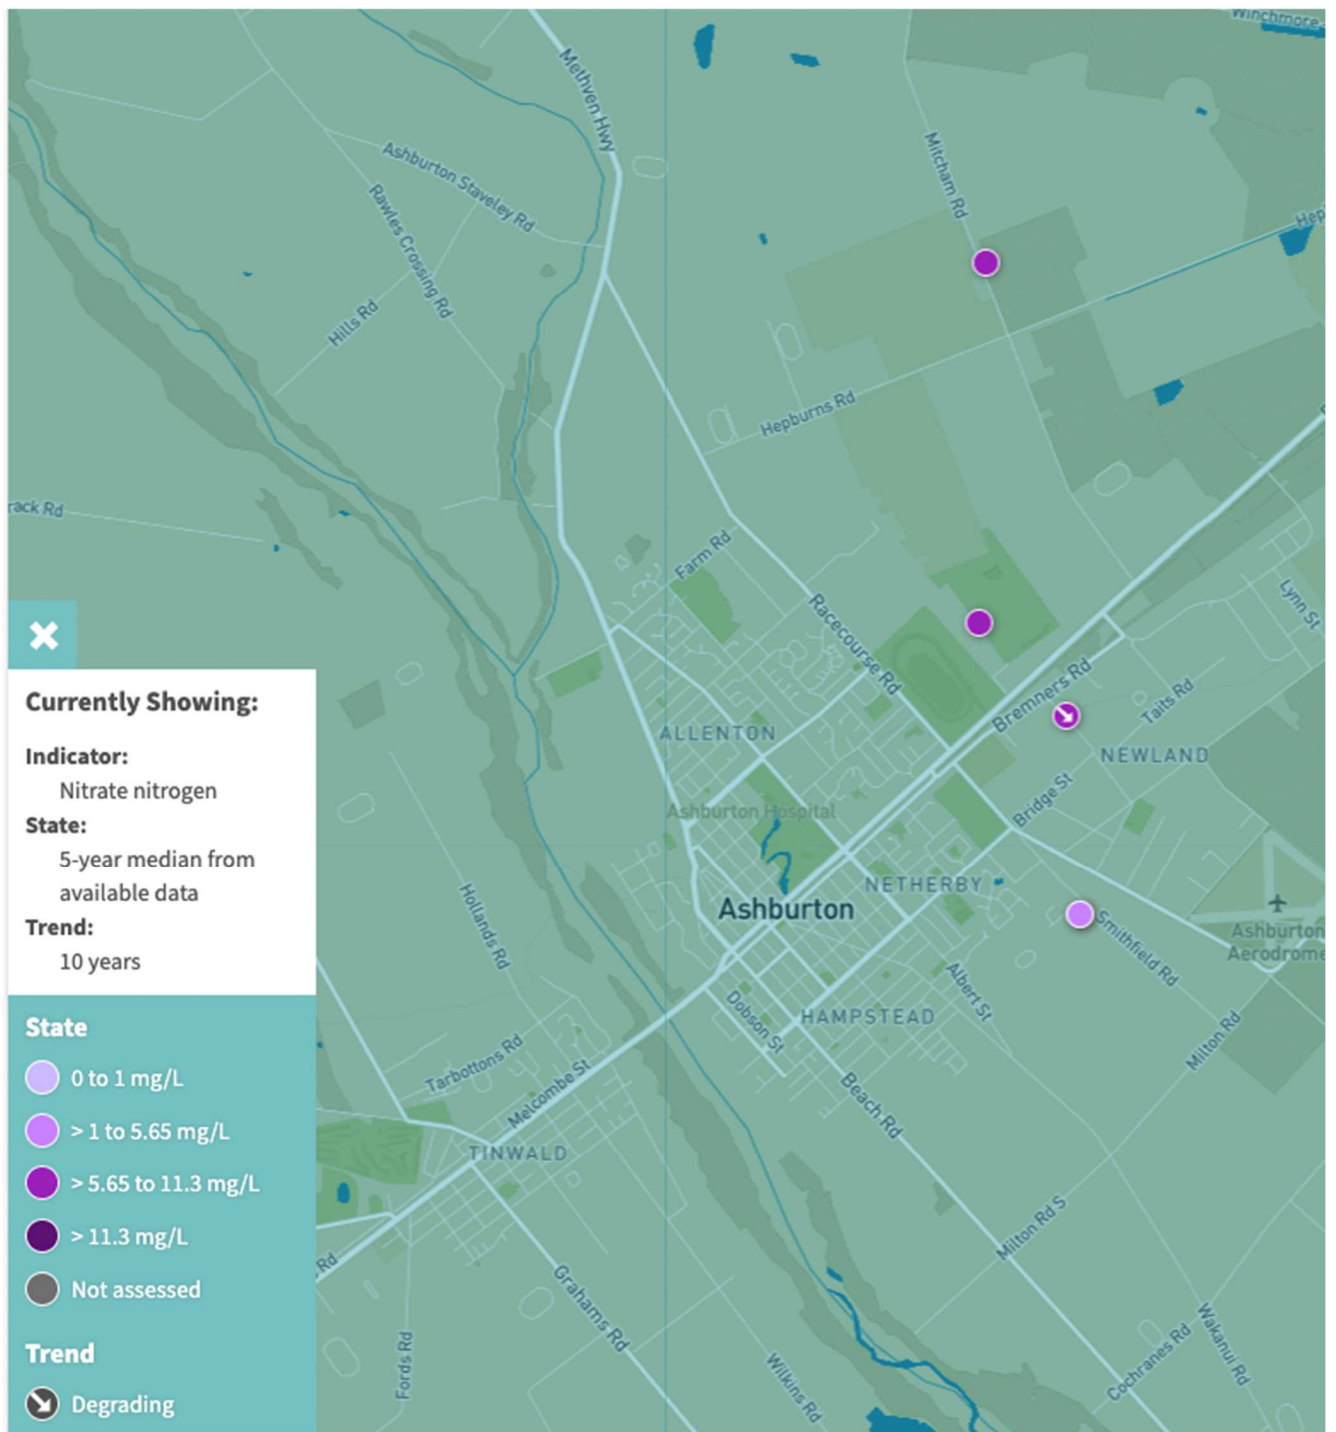 Winchmore
Methven Hwy
Mitcham Rd
Ashburton Staveley Rd
Rawles Crossing Rd
Hills Rd
Hepburns Rd
Farm Rd
Racecourse Rd
Lynn St
Bremners Rd
Taits Rd
ALLENTON
NEWLAND
Bridge St
Ashburton Hospital
NETHERBY
Ashburton
Smithfield Rd
Ashburton
Aerodrome
Hollands Rd
Albert St
Dobson St
HAMPSTEAD
Milton Rd
Tarbottons Rd
Melcombe St
Beach Rd
TINWALD
Milton Rd S
Grahams Rd
Fords Rd
Wilkins Rd
Cochranes Rd
Wakanui Rd
Currently Showing:
Indicator:
Nitrate nitrogen
State:
5-year median from
available data
Trend:
10 years
State
0 to 1 mg/L
> 1 to 5.65 mg/L
> 5.65 to 11.3 mg/L
> 11.3 mg/L
Not assessed
Trend
Degrading